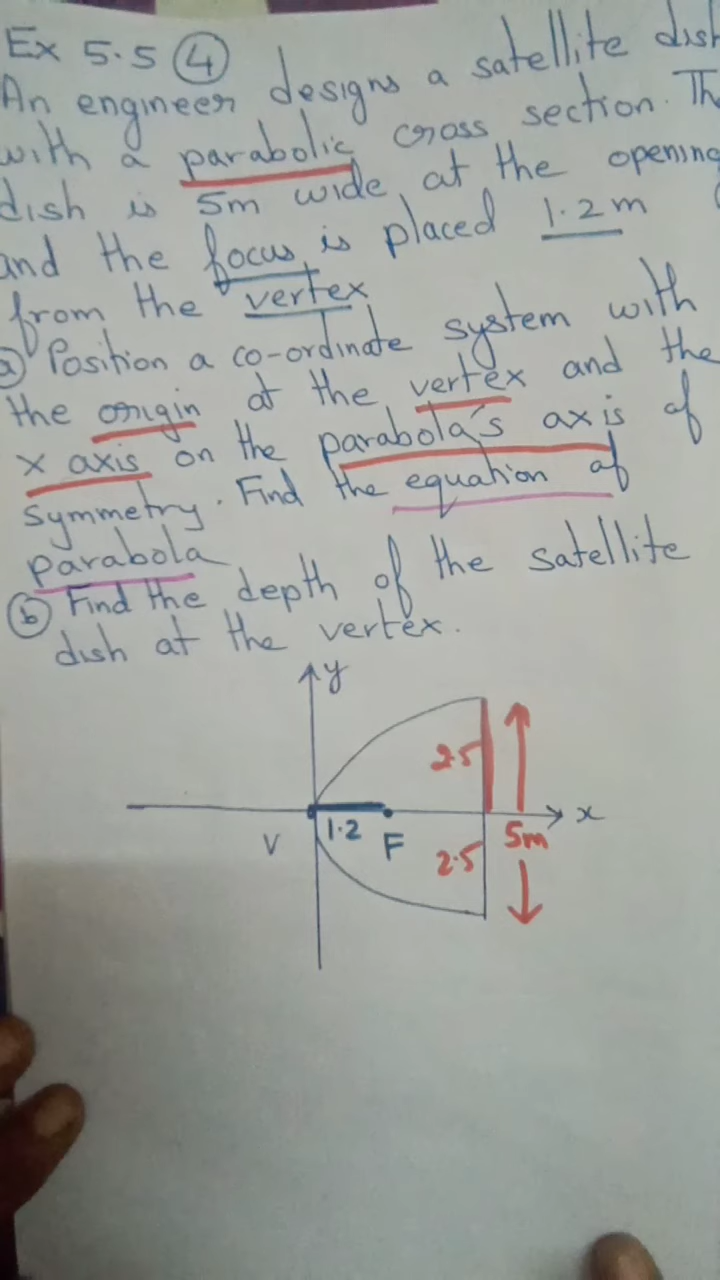 Ex 5.5 ④
An engineer designs a satellite dish
with a parabolic cross section. The
dish is 5m wide at the opening
and the focus is placed 1.2 m
from the vertex
ⓐ Position a co-ordinate system with
the origin at the vertex and the
x axis on the parabola's axis of
symmetry. Find the equation of
parabola
ⓑ Find the depth of the satellite
dish at the vertex.
y
2.5
x
V 1.2 F 2.5 5m